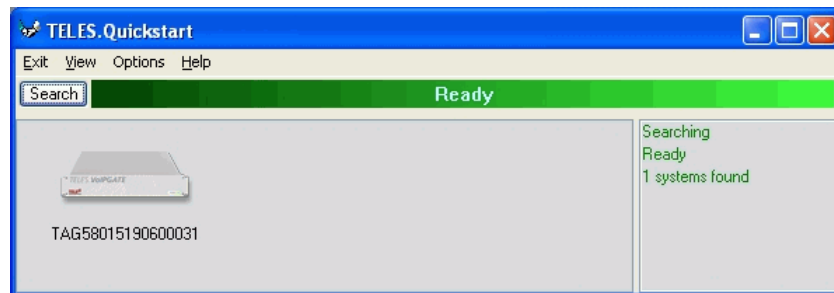 TELES.Quickstart
Exit View Options Help
Search
Ready
Searching
Ready
1 systems found
TELES VoIPGATE
TAG58015190600031